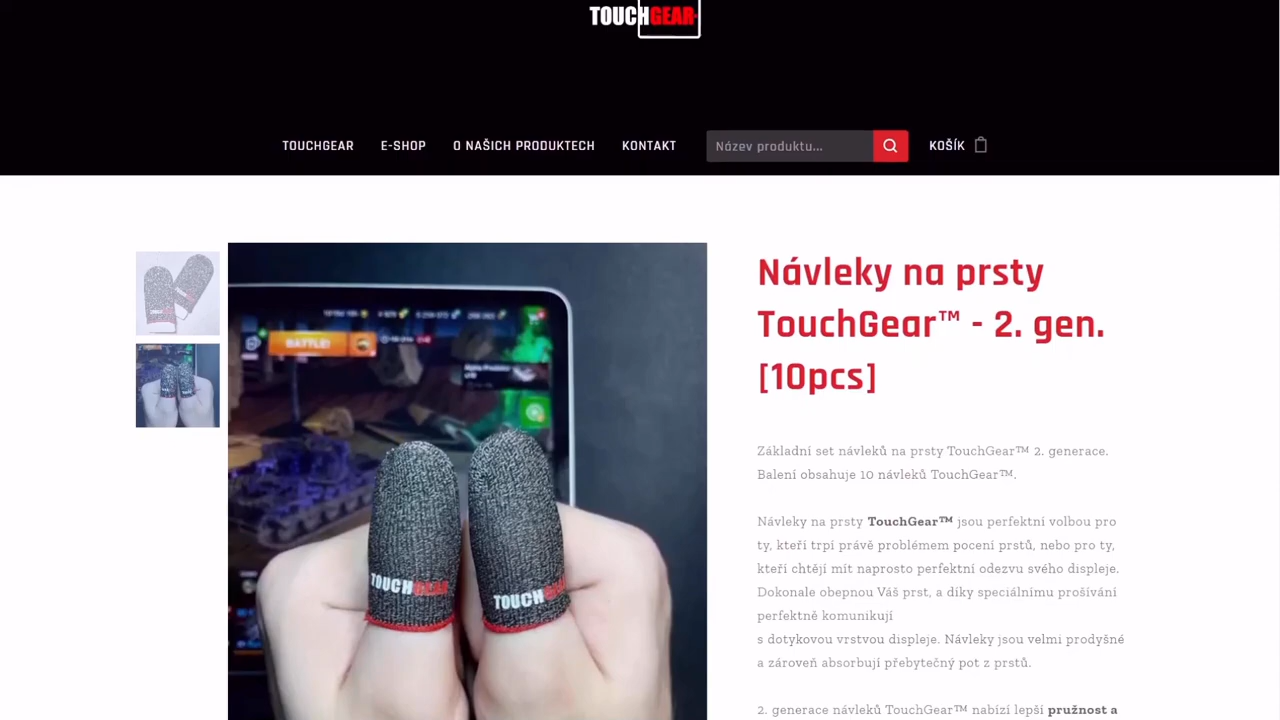 TOUCHGEAR
TOUCHGEAR
E-SHOP
O NAŠICH PRODUKTECH
KONTAKT
Název produktu...
KOŠÍK
Návleky na prsty
TouchGear™ - 2. gen.
[10pcs]
BATTLE!
Základní set návleků na prsty TouchGear™ 2. generace.
Balení obsahuje 10 návleků TouchGear™.
Návleky na prsty TouchGear™ jsou perfektní volbou pro
ty, kteří trpí právě problémem pocení prstů, nebo pro ty,
kteří chtějí mít naprosto perfektní odezvu svého displeje.
Dokonale obepnou Váš prst, a díky speciálnímu prošívání
perfektně komunikují
s dotykovou vrstvou displeje. Návleky jsou velmi prodyšné
a zároveň absorbují přebytečný pot z prstů.
TOUCHGEAR
TOUCHGEAR
2. generace návleků TouchGear™ nabízí lepší pružnost a